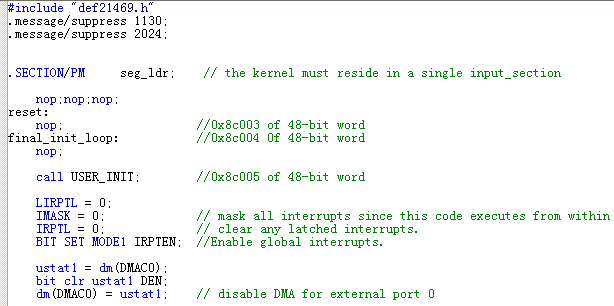 #include "def21469.h"
.message/suppress 1130;
.message/suppress 2024;
.SECTION/PM seg_ldr; // the kernel must reside in a single input_section
nop;nop;nop;
reset:
nop; //0x8c003 of 48-bit word
final_init_loop: //0x8c004 0f 48-bit word
nop;
call USER_INIT; //0x8c005 of 48-bit word
LIRPTL = 0;
IMASK = 0; // mask all interrupts since this code executes from within
IRPTL = 0; // clear any latched interrupts.
BIT SET MODE1 IRPTEN; //Enable global interrupts.
ustat1 = dm(DMAC0);
bit clr ustat1 DEN;
dm(DMAC0) = ustat1; // disable DMA for external port 0